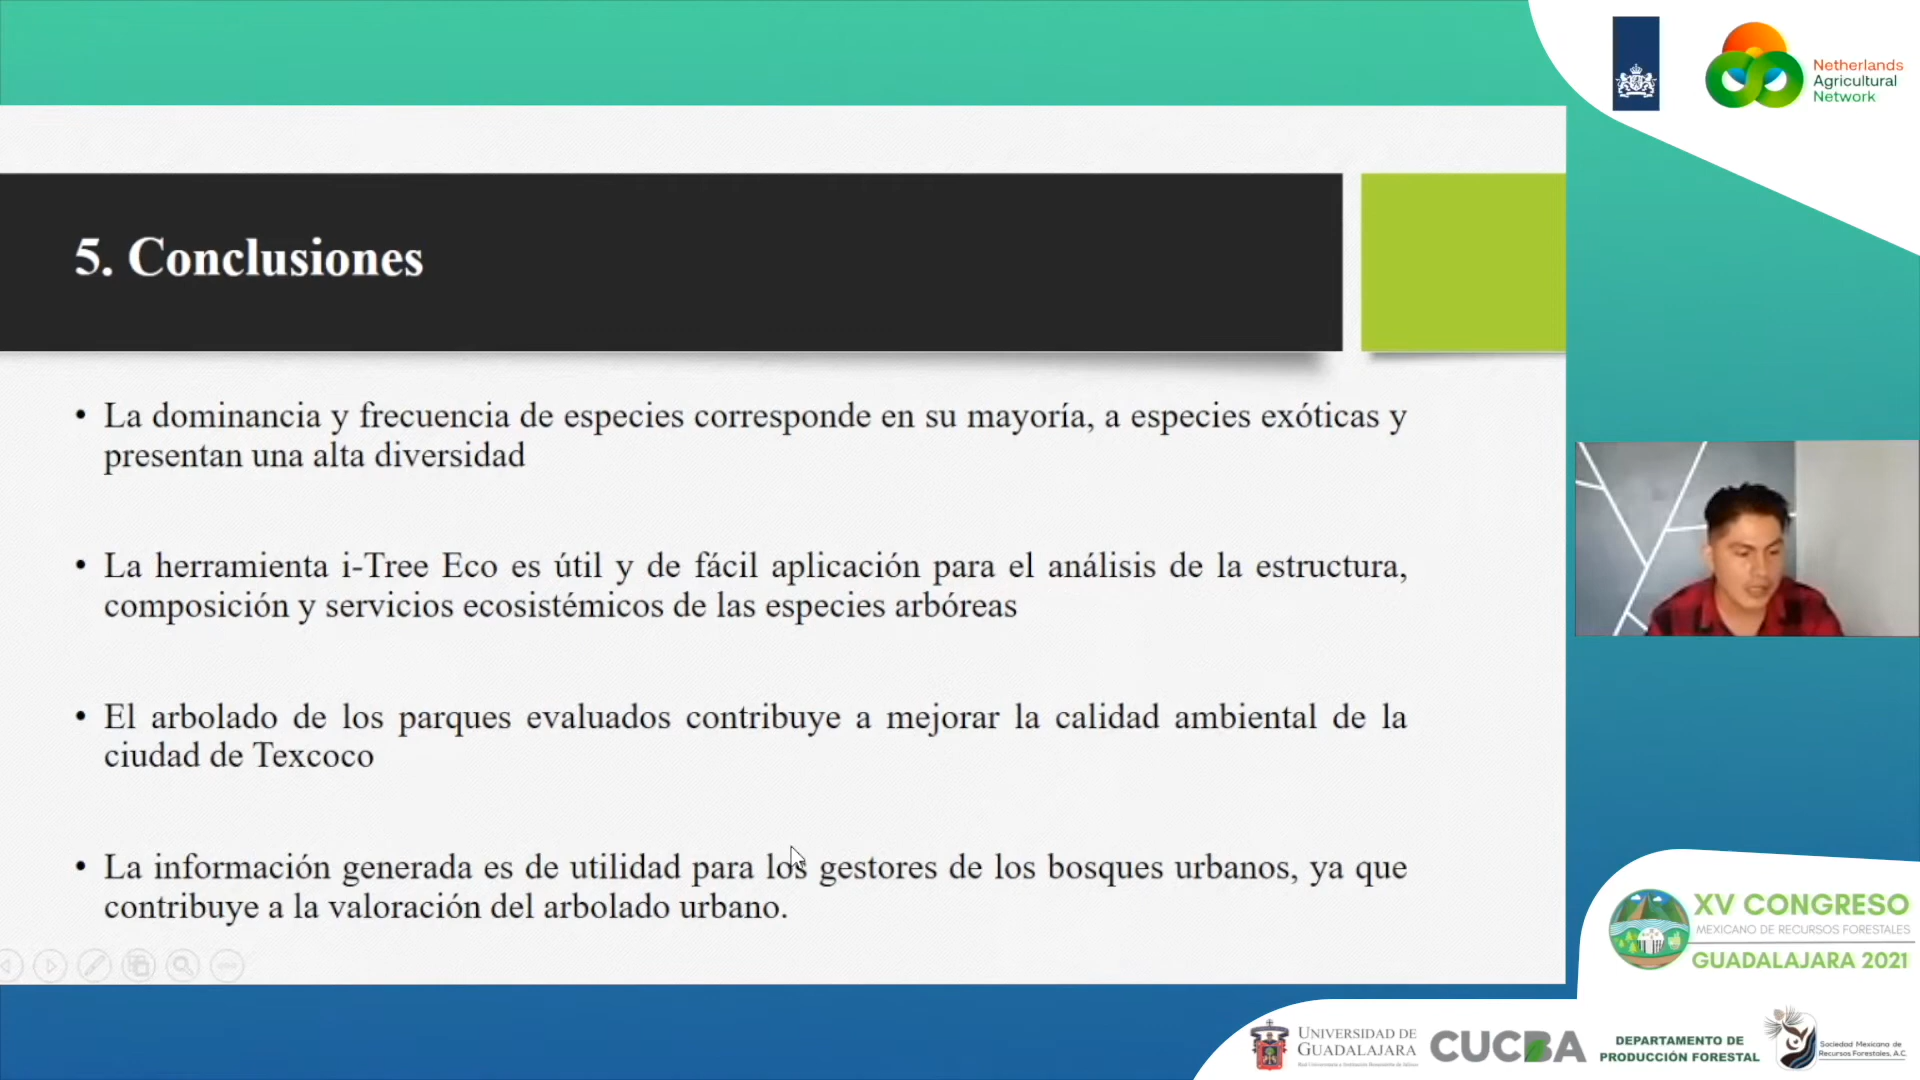 Netherlands
Agricultural
Network
5. Conclusiones
• La dominancia y frecuencia de especies corresponde en su mayoría, a especies exóticas y
presentan una alta diversidad
• La herramienta i-Tree Eco es útil y de fácil aplicación para el análisis de la estructura,
composición y servicios ecosistémicos de las especies arbóreas
• El arbolado de los parques evaluados contribuye a mejorar la calidad ambiental de la
ciudad de Texcoco
• La información generada es de utilidad para los gestores de los bosques urbanos, ya que
contribuye a la valoración del arbolado urbano.
XV CONGRESO
MEXICANO DE RECURSOS FORESTALES
GUADALAJARA 2021
UNIVERSIDAD DE
GUADALAJARA
CUCBA
DEPARTAMENTO DE
PRODUCCIÓN FORESTAL
Sociedad Mexicana de
Recursos Forestales, A.C.